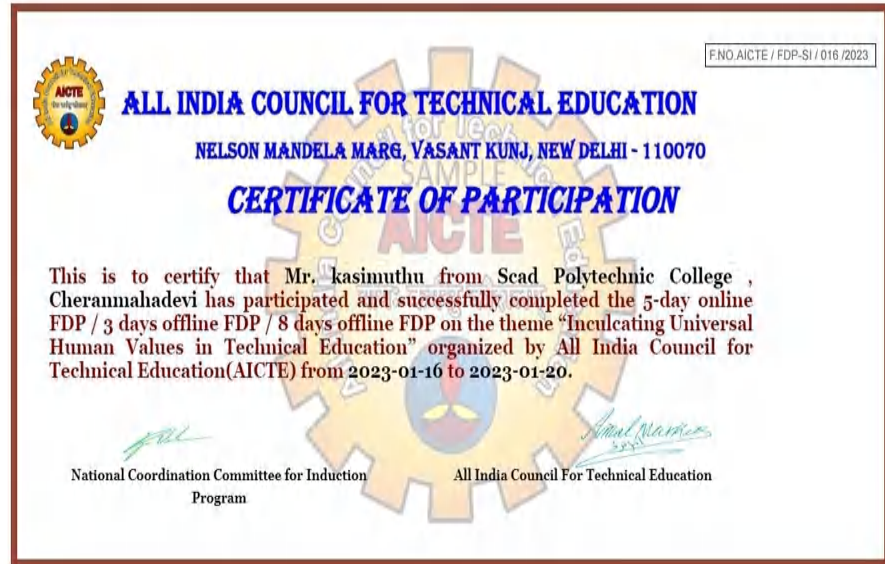 F.NO.AICTE / FDP-SI / 016 /2023
AICTE
ALL INDIA COUNCIL FOR TECHNICAL EDUCATION
NELSON MANDELA MARG, VASANT KUNJ, NEW DELHI - 110070
SAMPLE
CERTIFICATE OF PARTICIPATION
AICTE
This is to certify that Mr. kasimuthu from Scad Polytechnic College ,
Cheranmahadevi has participated and successfully completed the 5-day online
FDP / 3 days offline FDP / 8 days offline FDP on the theme “Inculcating Universal
Human Values in Technical Education” organized by All India Council for
Technical Education(AICTE) from 2023-01-16 to 2023-01-20.
National Coordination Committee for Induction
Program
All India Council For Technical Education